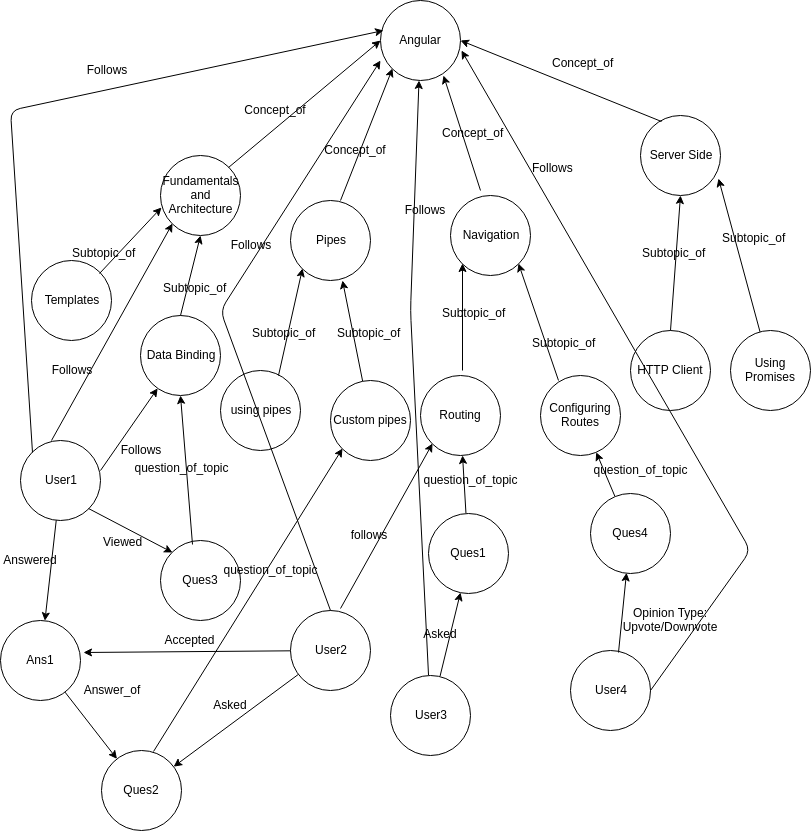 Angular
Follows
Concept_of
Concept_of
Concept_of
Concept_of
Follows
Fundamentals
and
Architecture
Server Side
Follows
Pipes
Navigation
Follows
Subtopic_of
Subtopic_of
Subtopic_of
Subtopic_of
Templates
Subtopic_of
Subtopic_of
Subtopic_of
Subtopic_of
Data Binding
Follows
HTTP Client
Using
Promises
using pipes
Custom pipes
Routing
Configuring
Routes
Follows
question_of_topic
User1
question_of_topic
question_of_topic
Viewed
follows
Ques1
Ques4
Answered
Ques3
question_of_topic
Opinion Type:
Upvote/Downvote
Asked
Accepted
Ans1
User2
Answer_of
Asked
User3
User4
Ques2